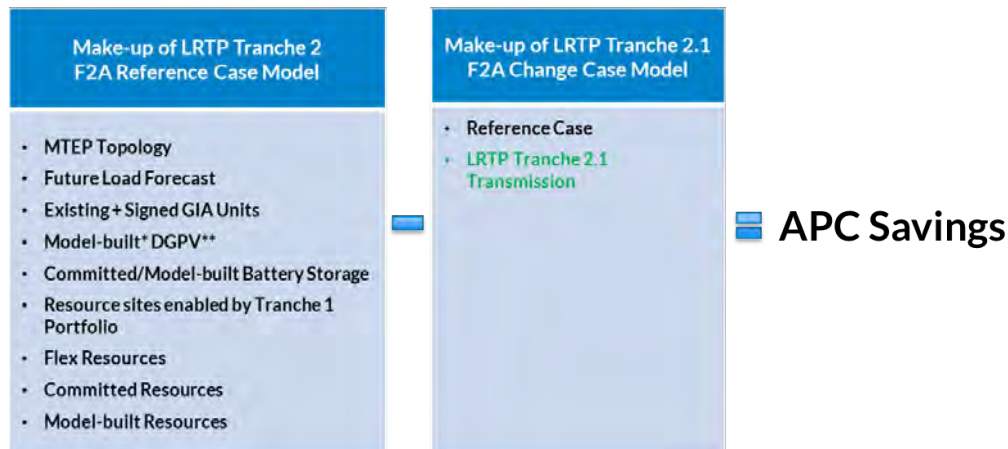 Make-up of LRTP Tranche 2
F2A Reference Case Model
• MTEP Topology
• Future Load Forecast
• Existing + Signed GIA Units
• Model-built* DGPV**
• Committed/Model-built Battery Storage
• Resource sites enabled by Tranche 1
Portfolio
• Flex Resources
• Committed Resources
• Model-built Resources
Make-up of LRTP Tranche 2.1
F2A Change Case Model
• Reference Case
• LRTP Tranche 2.1
Transmission
APC Savings